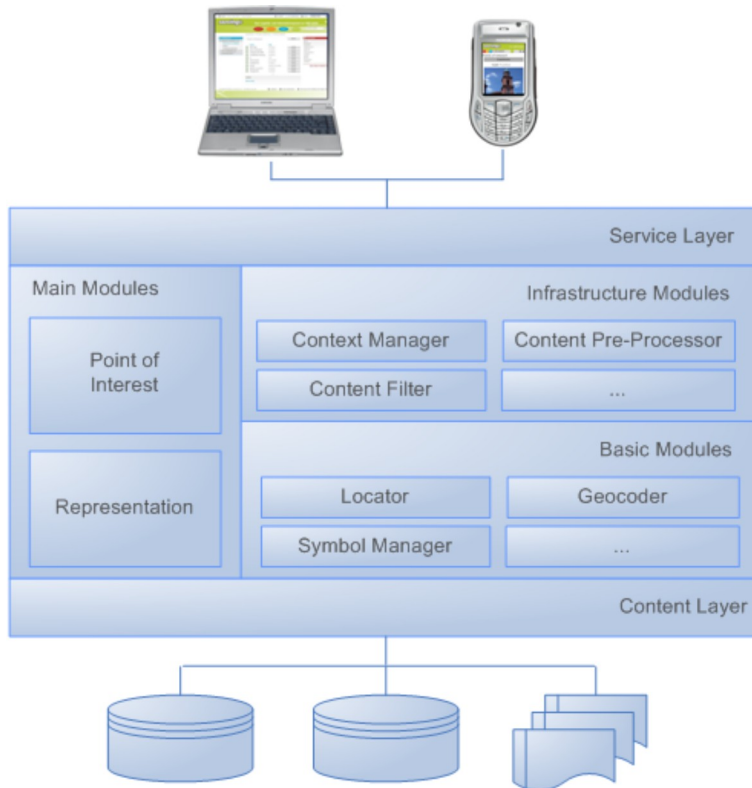 Service Layer
Main Modules
Point of
Interest
Representation
Infrastructure Modules
Context Manager
Content Pre-Processor
Content Filter
...
Basic Modules
Locator
Geocoder
Symbol Manager
...
Content Layer